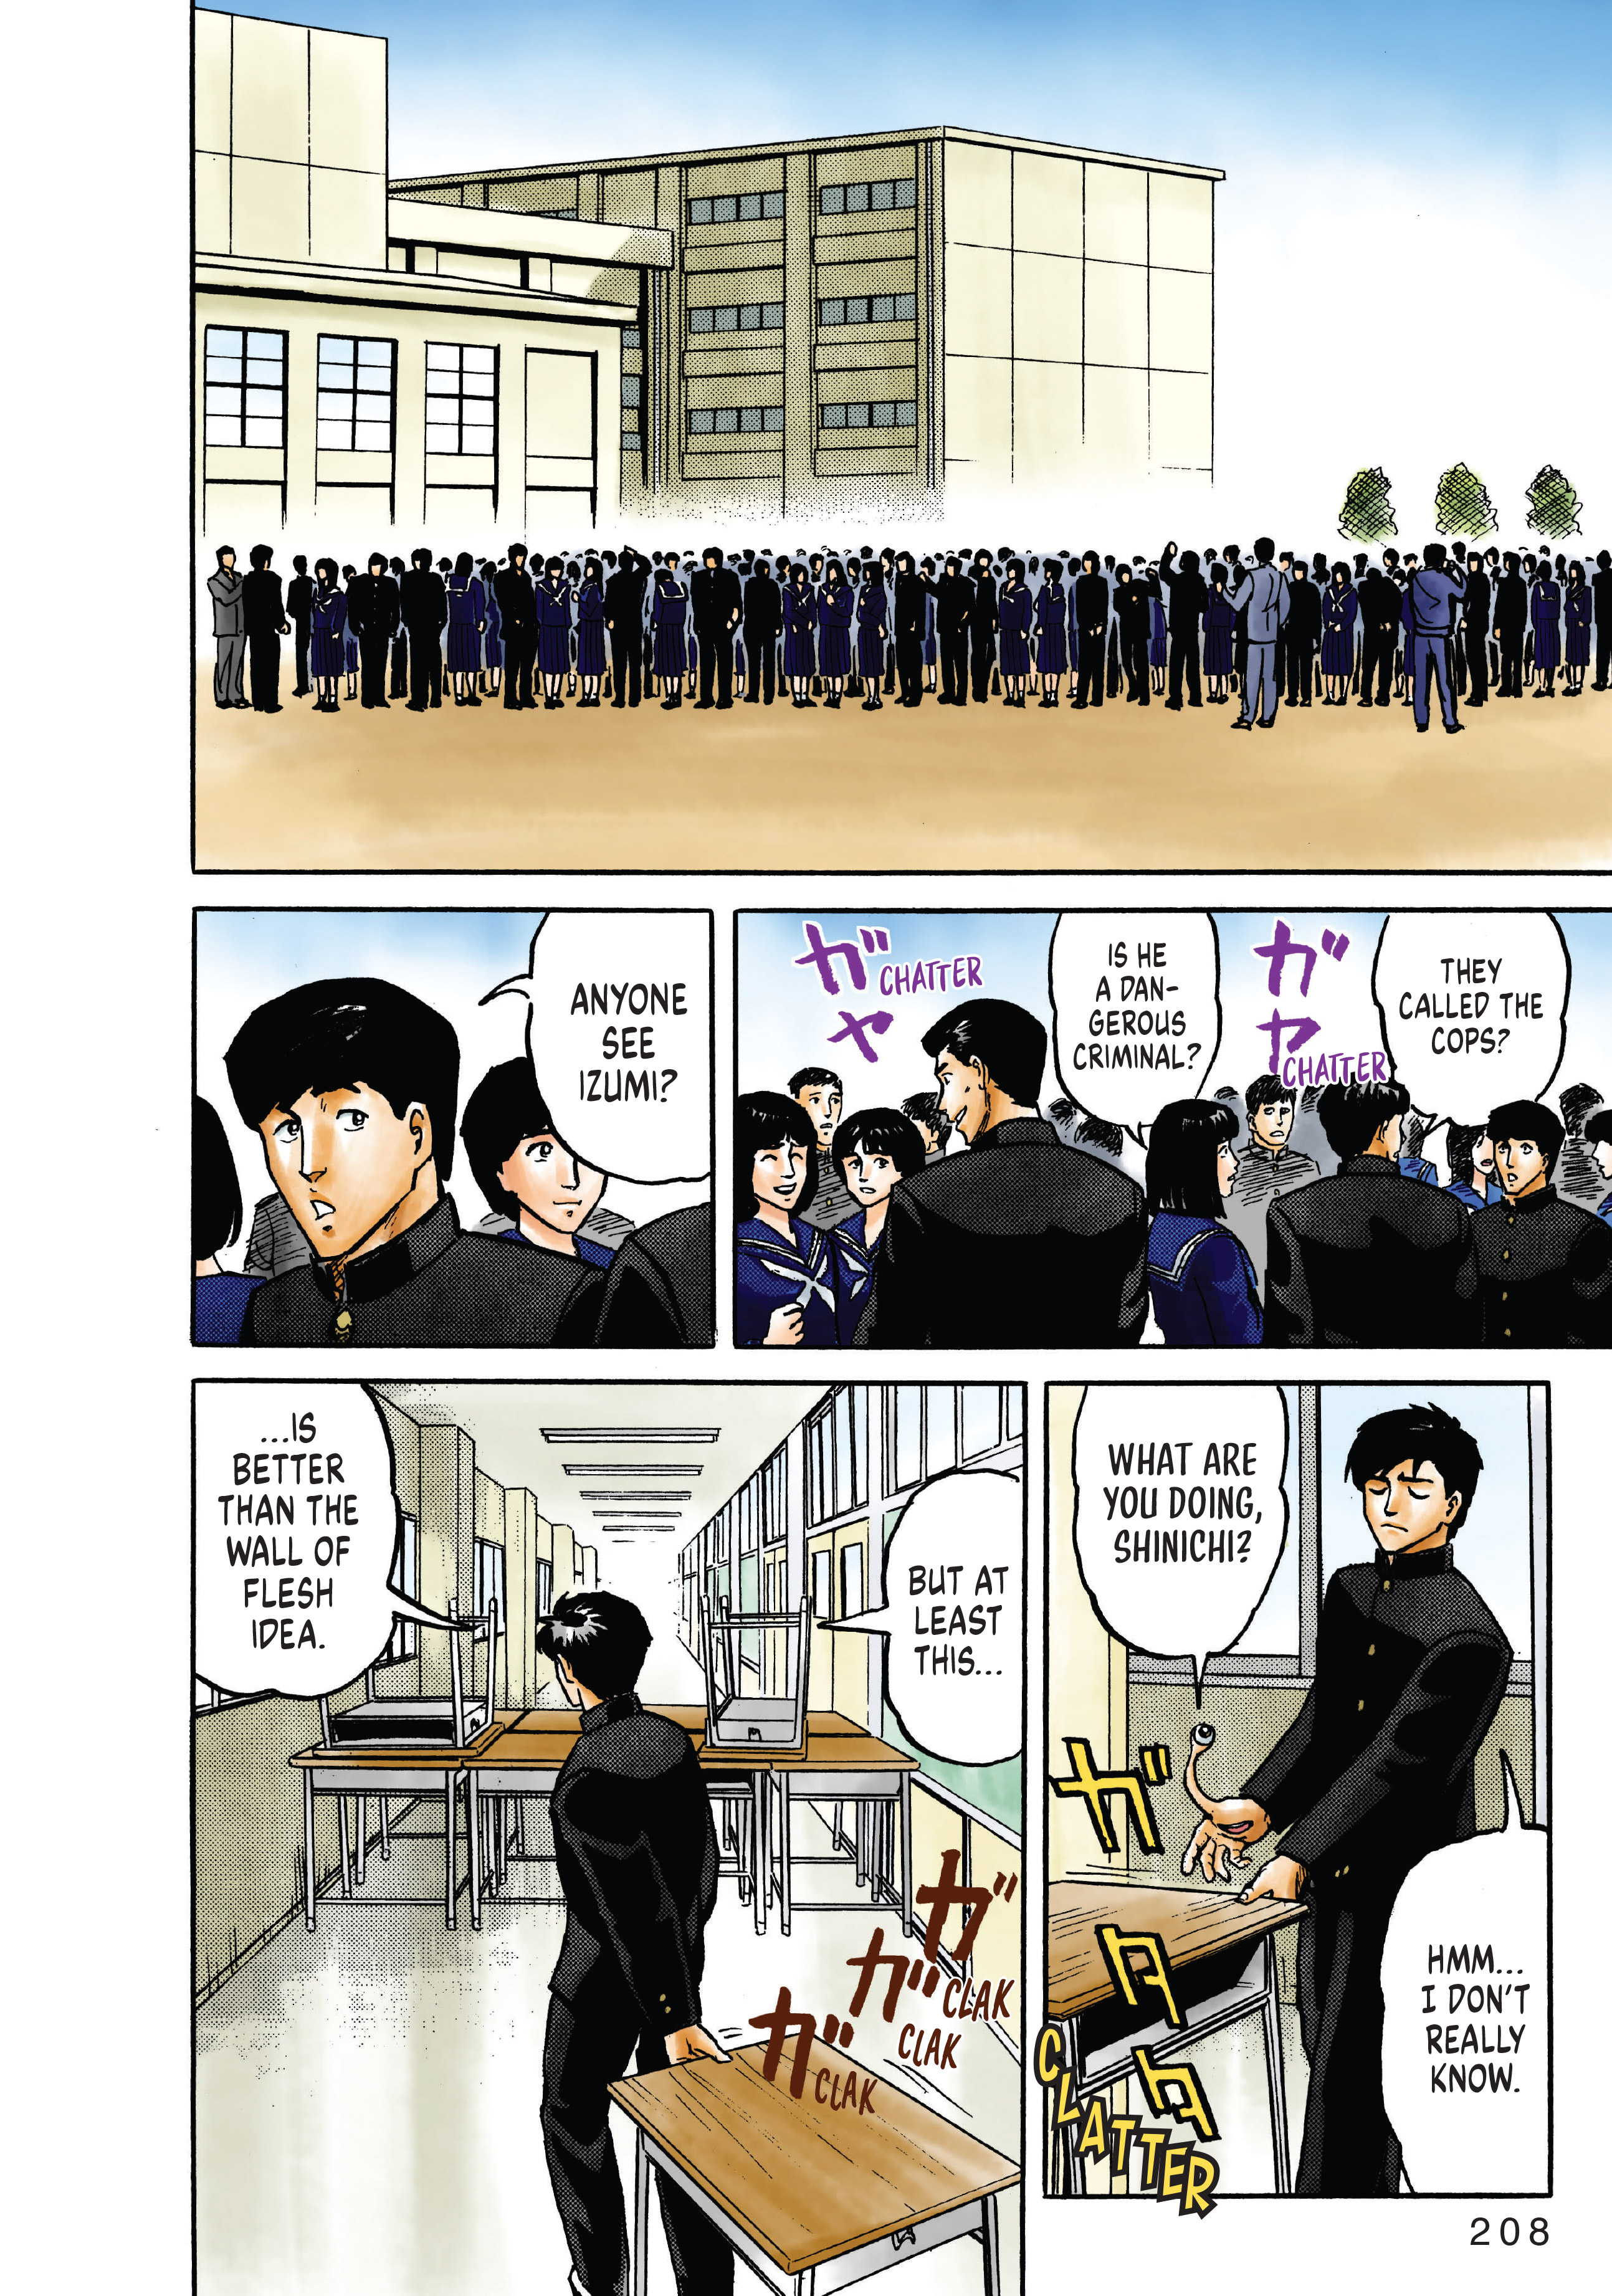 THEY
CALLED THE
COPS?
ガヤ
CHATTER
IS HE
A DAN-
GEROUS
CRIMINAL?
ガヤ
CHATTER
ANYONE
SEE
IZUMI?
WHAT ARE
YOU DOING,
SHINICHI?
ガタタ
CLATTER
HMM...
I DON'T
REALLY
KNOW.
BUT AT
LEAST
THIS...
...IS
BETTER
THAN THE
WALL OF
FLESH
IDEA.
ガ
ガ
ガ
CLAK
CLAK
CLAK
208